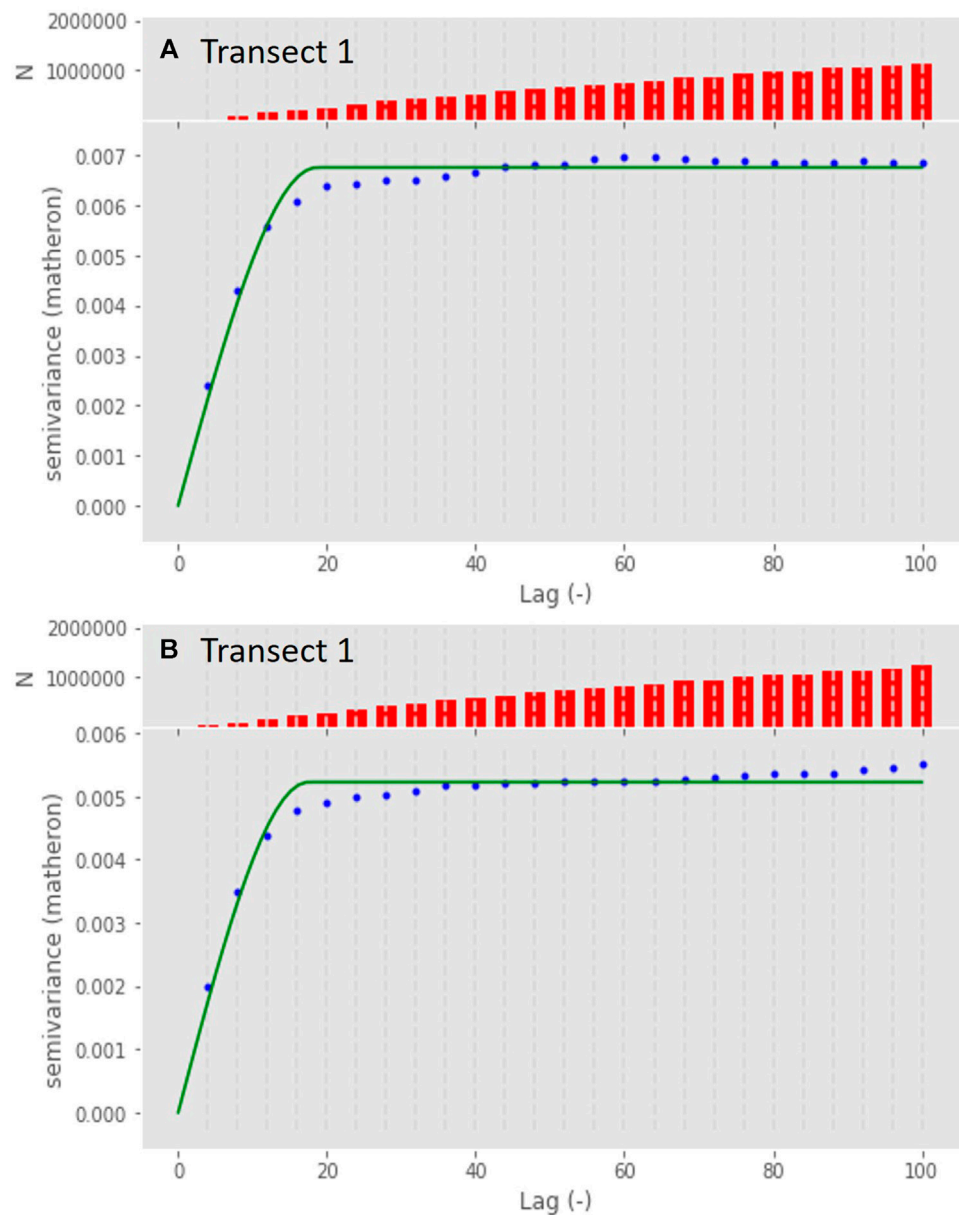 A Transect 1
N
2000000
1000000
semivariance (matheron)
0.007
0.006
0.005
0.004
0.003
0.002
0.001
0.000
0 20 40 60 80 100
Lag (-)
B Transect 1
N
2000000
1000000
semivariance (matheron)
0.006
0.005
0.004
0.003
0.002
0.001
0.000
0 20 40 60 80 100
Lag (-)